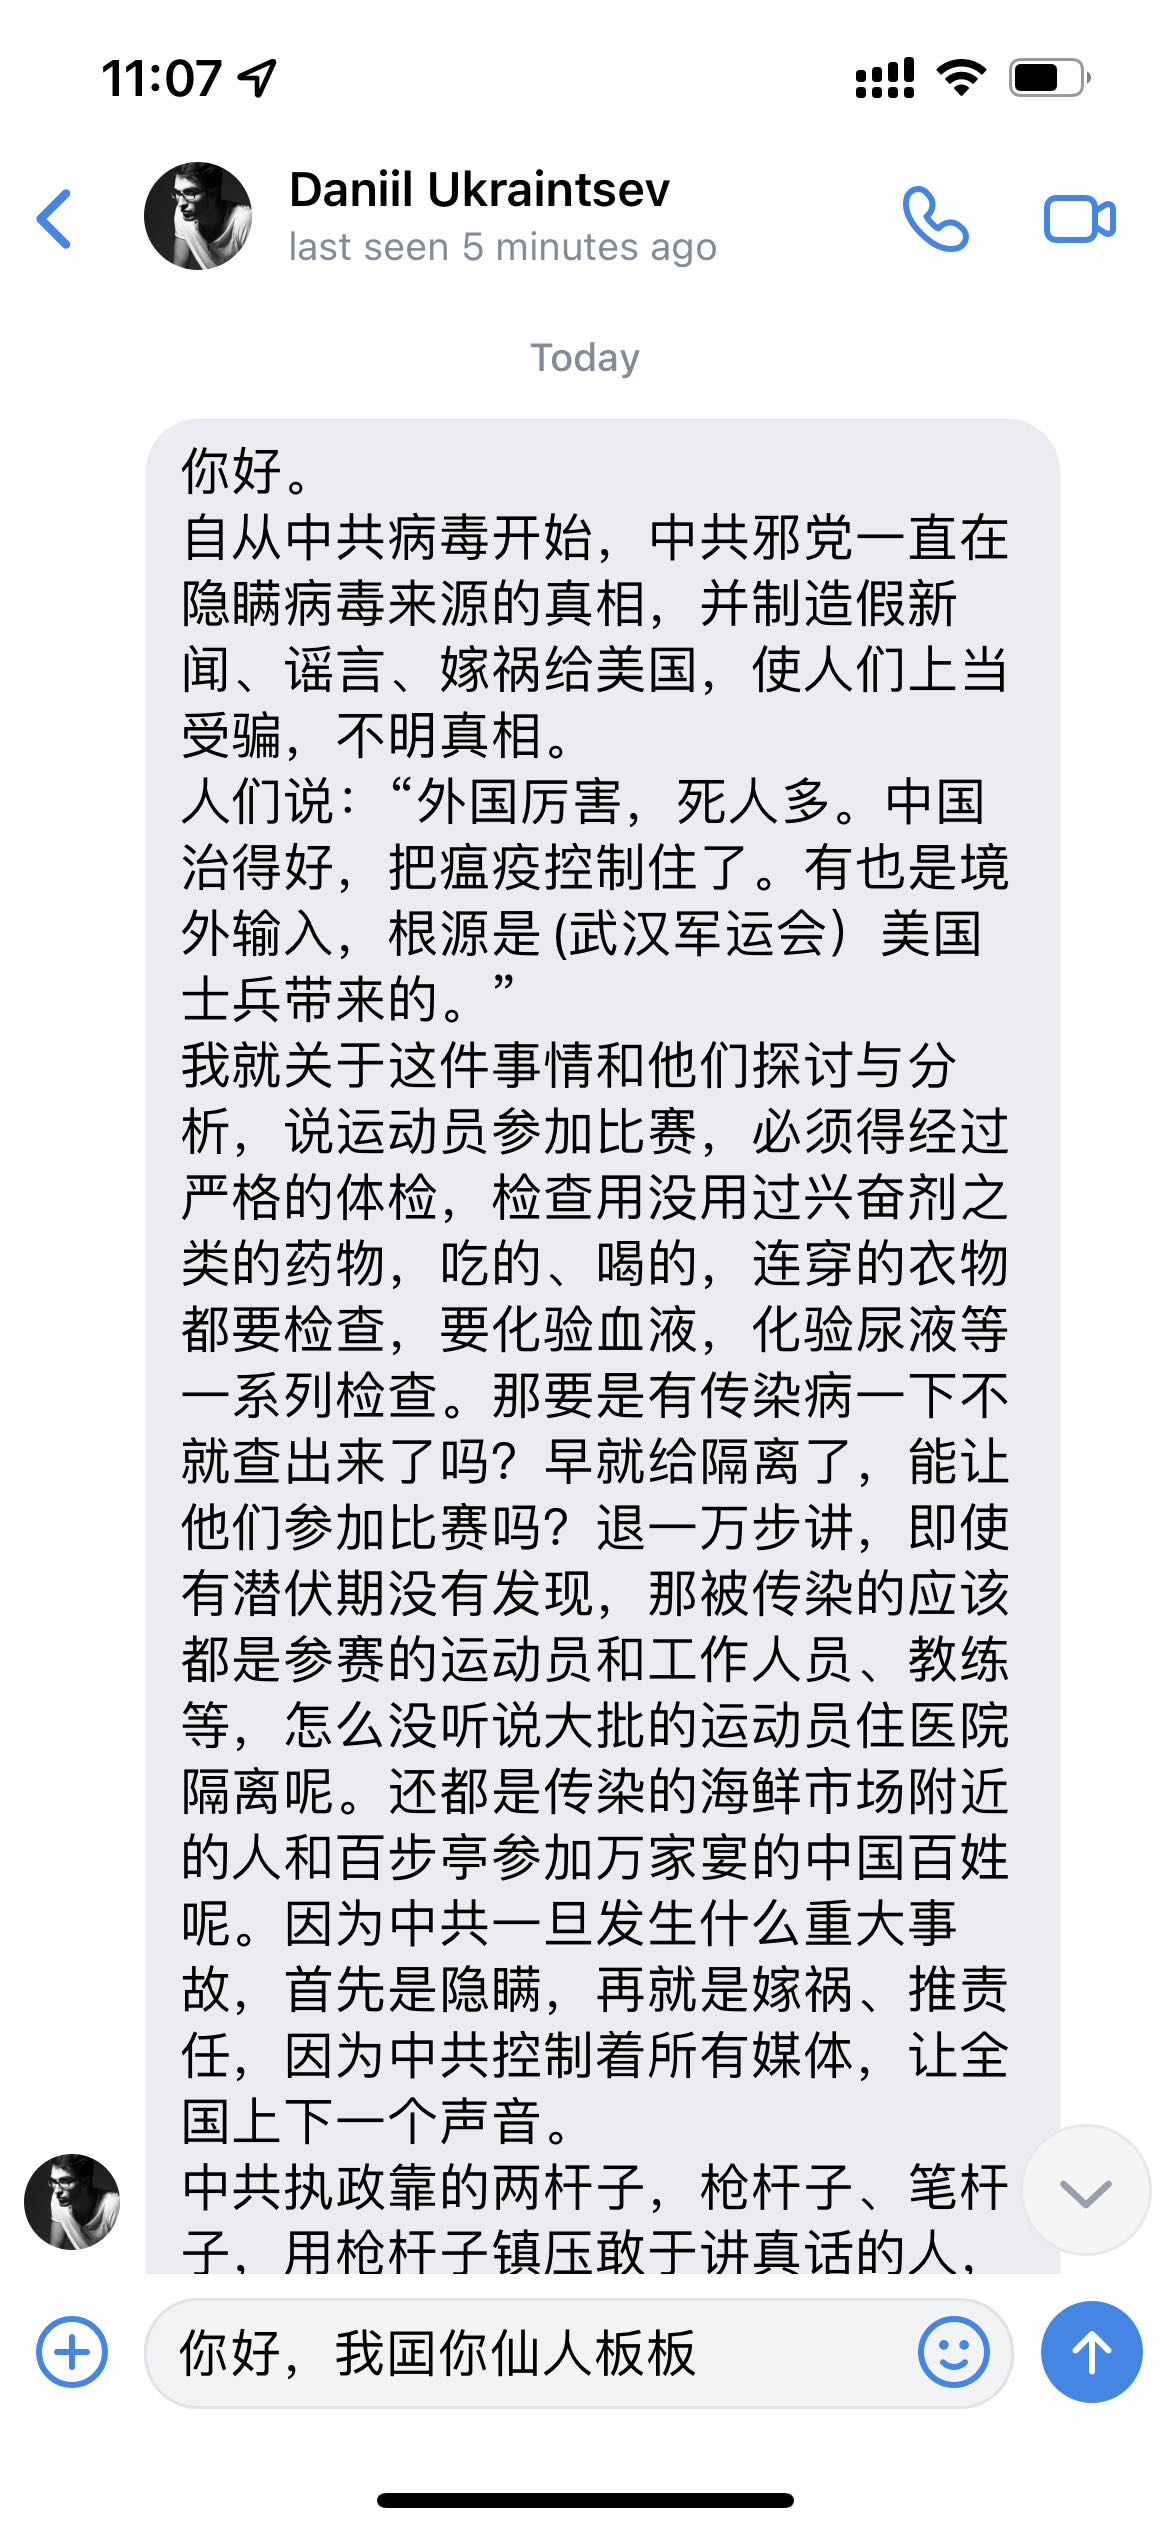 11:07
Daniil Ukraintsev
last seen 5 minutes ago
Today
你好。
自从中共病毒开始，中共邪党一直在
隐瞒病毒来源的真相，并制造假新
闻、谣言、嫁祸给美国，使人们上当
受骗，不明真相。
人们说：“外国厉害，死人多。中国
治得好，把瘟疫控制住了。有也是境
外输入，根源是 (武汉军运会）美国
士兵带来的。”
我就关于这件事情和他们探讨与分
析，说运动员参加比赛，必须得经过
严格的体检，检查用没用过兴奋剂之
类的药物，吃的、喝的，连穿的衣物
都要检查，要化验血液，化验尿液等
一系列检查。那要是有传染病一下不
就查出来了吗？早就给隔离了，能让
他们参加比赛吗？退一万步讲，即使
有潜伏期没有发现，那被传染的应该
都是参赛的运动员和工作人员、教练
等，怎么没听说大批的运动员住医院
隔离呢。还都是传染的海鲜市场附近
的人和百步亭参加万家宴的中国百姓
呢。因为中共一旦发生什么重大事
故，首先是隐瞒，再就是嫁祸、推责
任，因为中共控制着所有媒体，让全
国上下一个声音。
中共执政靠的两杆子，枪杆子、笔杆
子，用枪杆子镇压敢于讲真话的人，
你好，我囯你仙人板板